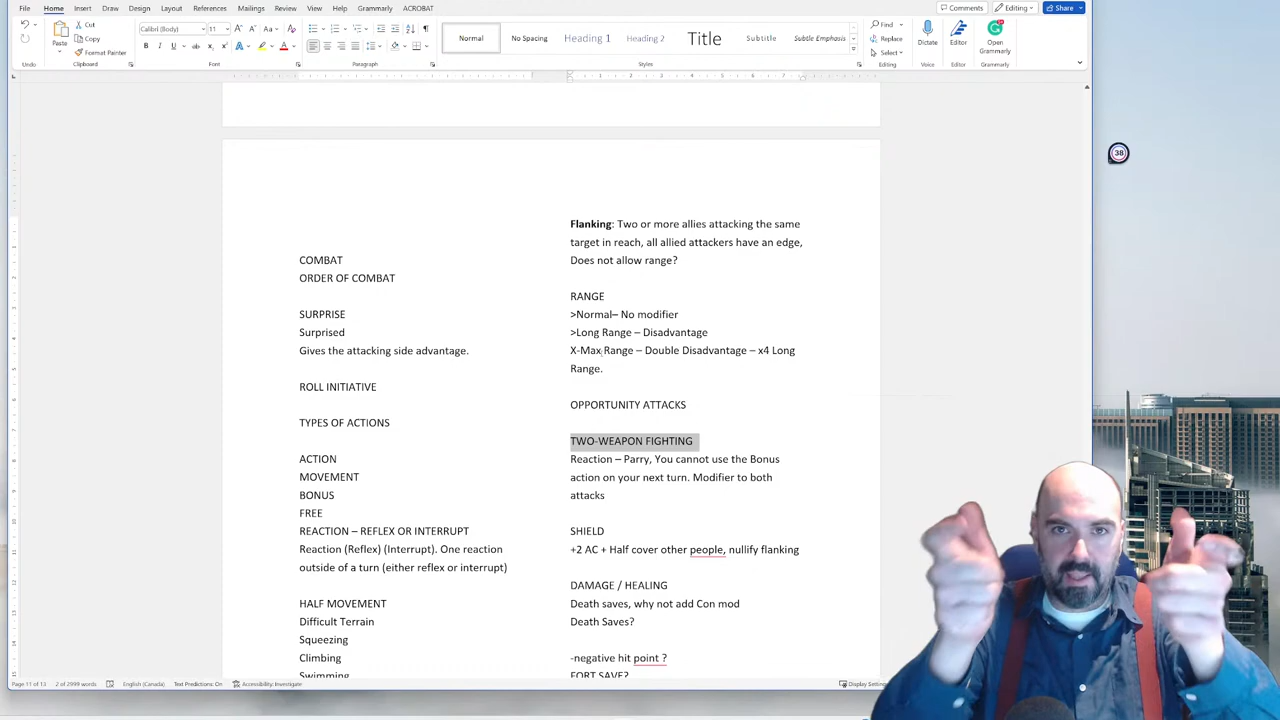 File Home Insert Draw Design Layout References Mailings Review View Help Grammarly ACROBAT Comments Editing Share
Paste Cut Copy Format Painter
Calibri (Body) 11
Normal No Spacing Heading 1 Heading 2 Title Subtitle Subtle Emphasis
Find Replace Select
Dictate Editor Open Grammarly
Undo Clipboard Font Paragraph Styles Editing Voice Editor Grammarly
38
COMBAT
ORDER OF COMBAT
SURPRISE
Surprised
Gives the attacking side advantage.
ROLL INITIATIVE
TYPES OF ACTIONS
ACTION
MOVEMENT
BONUS
FREE
REACTION – REFLEX OR INTERRUPT
Reaction (Reflex) (Interrupt). One reaction
outside of a turn (either reflex or interrupt)
HALF MOVEMENT
Difficult Terrain
Squeezing
Climbing
Swimming
Flanking: Two or more allies attacking the same
target in reach, all allied attackers have an edge,
Does not allow range?
RANGE
>Normal– No modifier
>Long Range – Disadvantage
X-Max Range – Double Disadvantage – x4 Long
Range.
OPPORTUNITY ATTACKS
TWO-WEAPON FIGHTING
Reaction – Parry, You cannot use the Bonus
action on your next turn. Modifier to both
attacks
SHIELD
+2 AC + Half cover other people, nullify flanking
DAMAGE / HEALING
Death saves, why not add Con mod
Death Saves?
-negative hit point ?
FORT SAVE?
Page 11 of 13 2 of 2999 words English (Canada) Text Predictions: On Accessibility: Investigate Display Settings